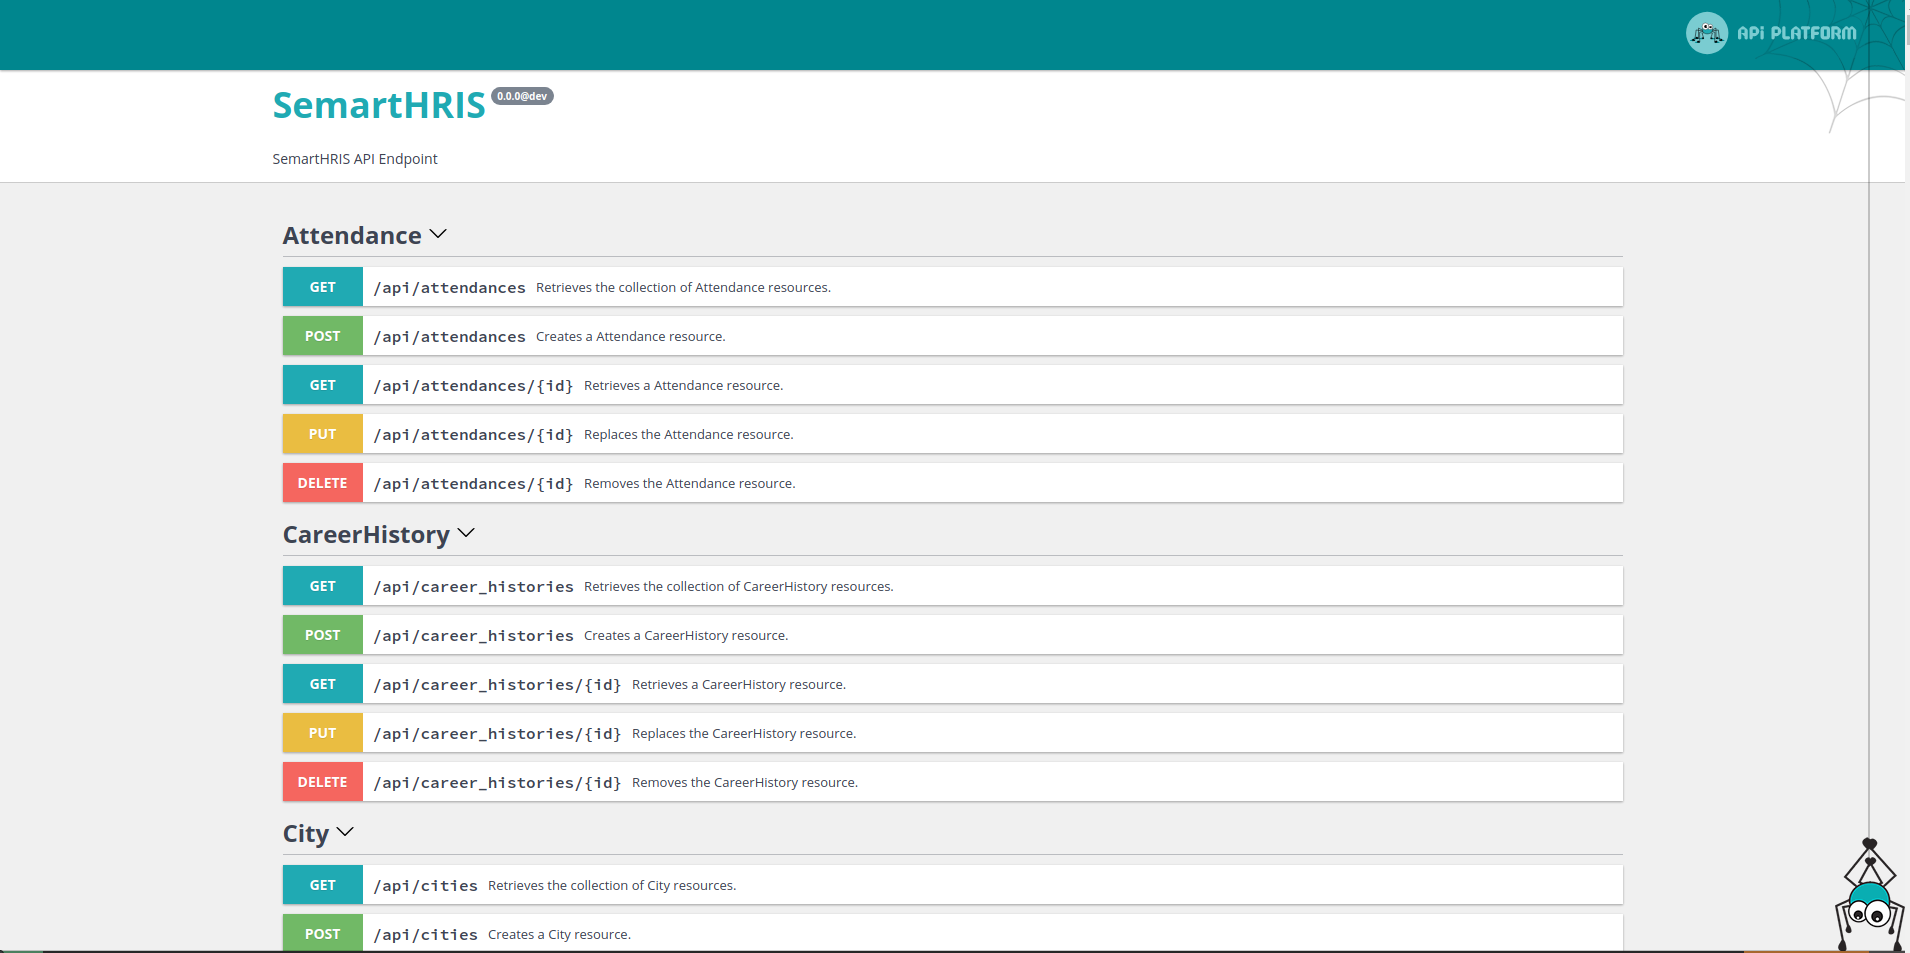 APi PLATFORM
SemartHRIS 0.0.0@dev
SemartHRIS API Endpoint
Attendance
GET /api/attendances Retrieves the collection of Attendance resources.
POST /api/attendances Creates a Attendance resource.
GET /api/attendances/{id} Retrieves a Attendance resource.
PUT /api/attendances/{id} Replaces the Attendance resource.
DELETE /api/attendances/{id} Removes the Attendance resource.
CareerHistory
GET /api/career_histories Retrieves the collection of CareerHistory resources.
POST /api/career_histories Creates a CareerHistory resource.
GET /api/career_histories/{id} Retrieves a CareerHistory resource.
PUT /api/career_histories/{id} Replaces the CareerHistory resource.
DELETE /api/career_histories/{id} Removes the CareerHistory resource.
City
GET /api/cities Retrieves the collection of City resources.
POST /api/cities Creates a City resource.